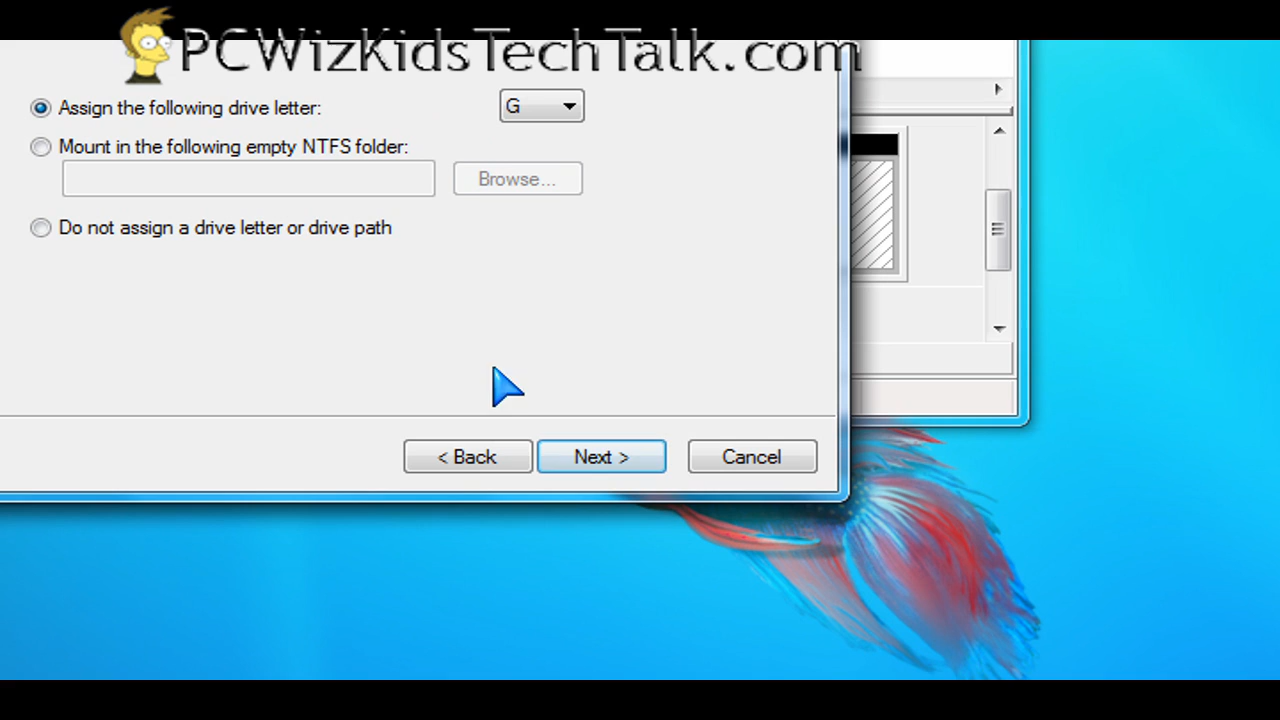 PCWizKidsTechTalk.com
Assign the following drive letter:
G
Mount in the following empty NTFS folder:
Browse...
Do not assign a drive letter or drive path
< Back
Next >
Cancel